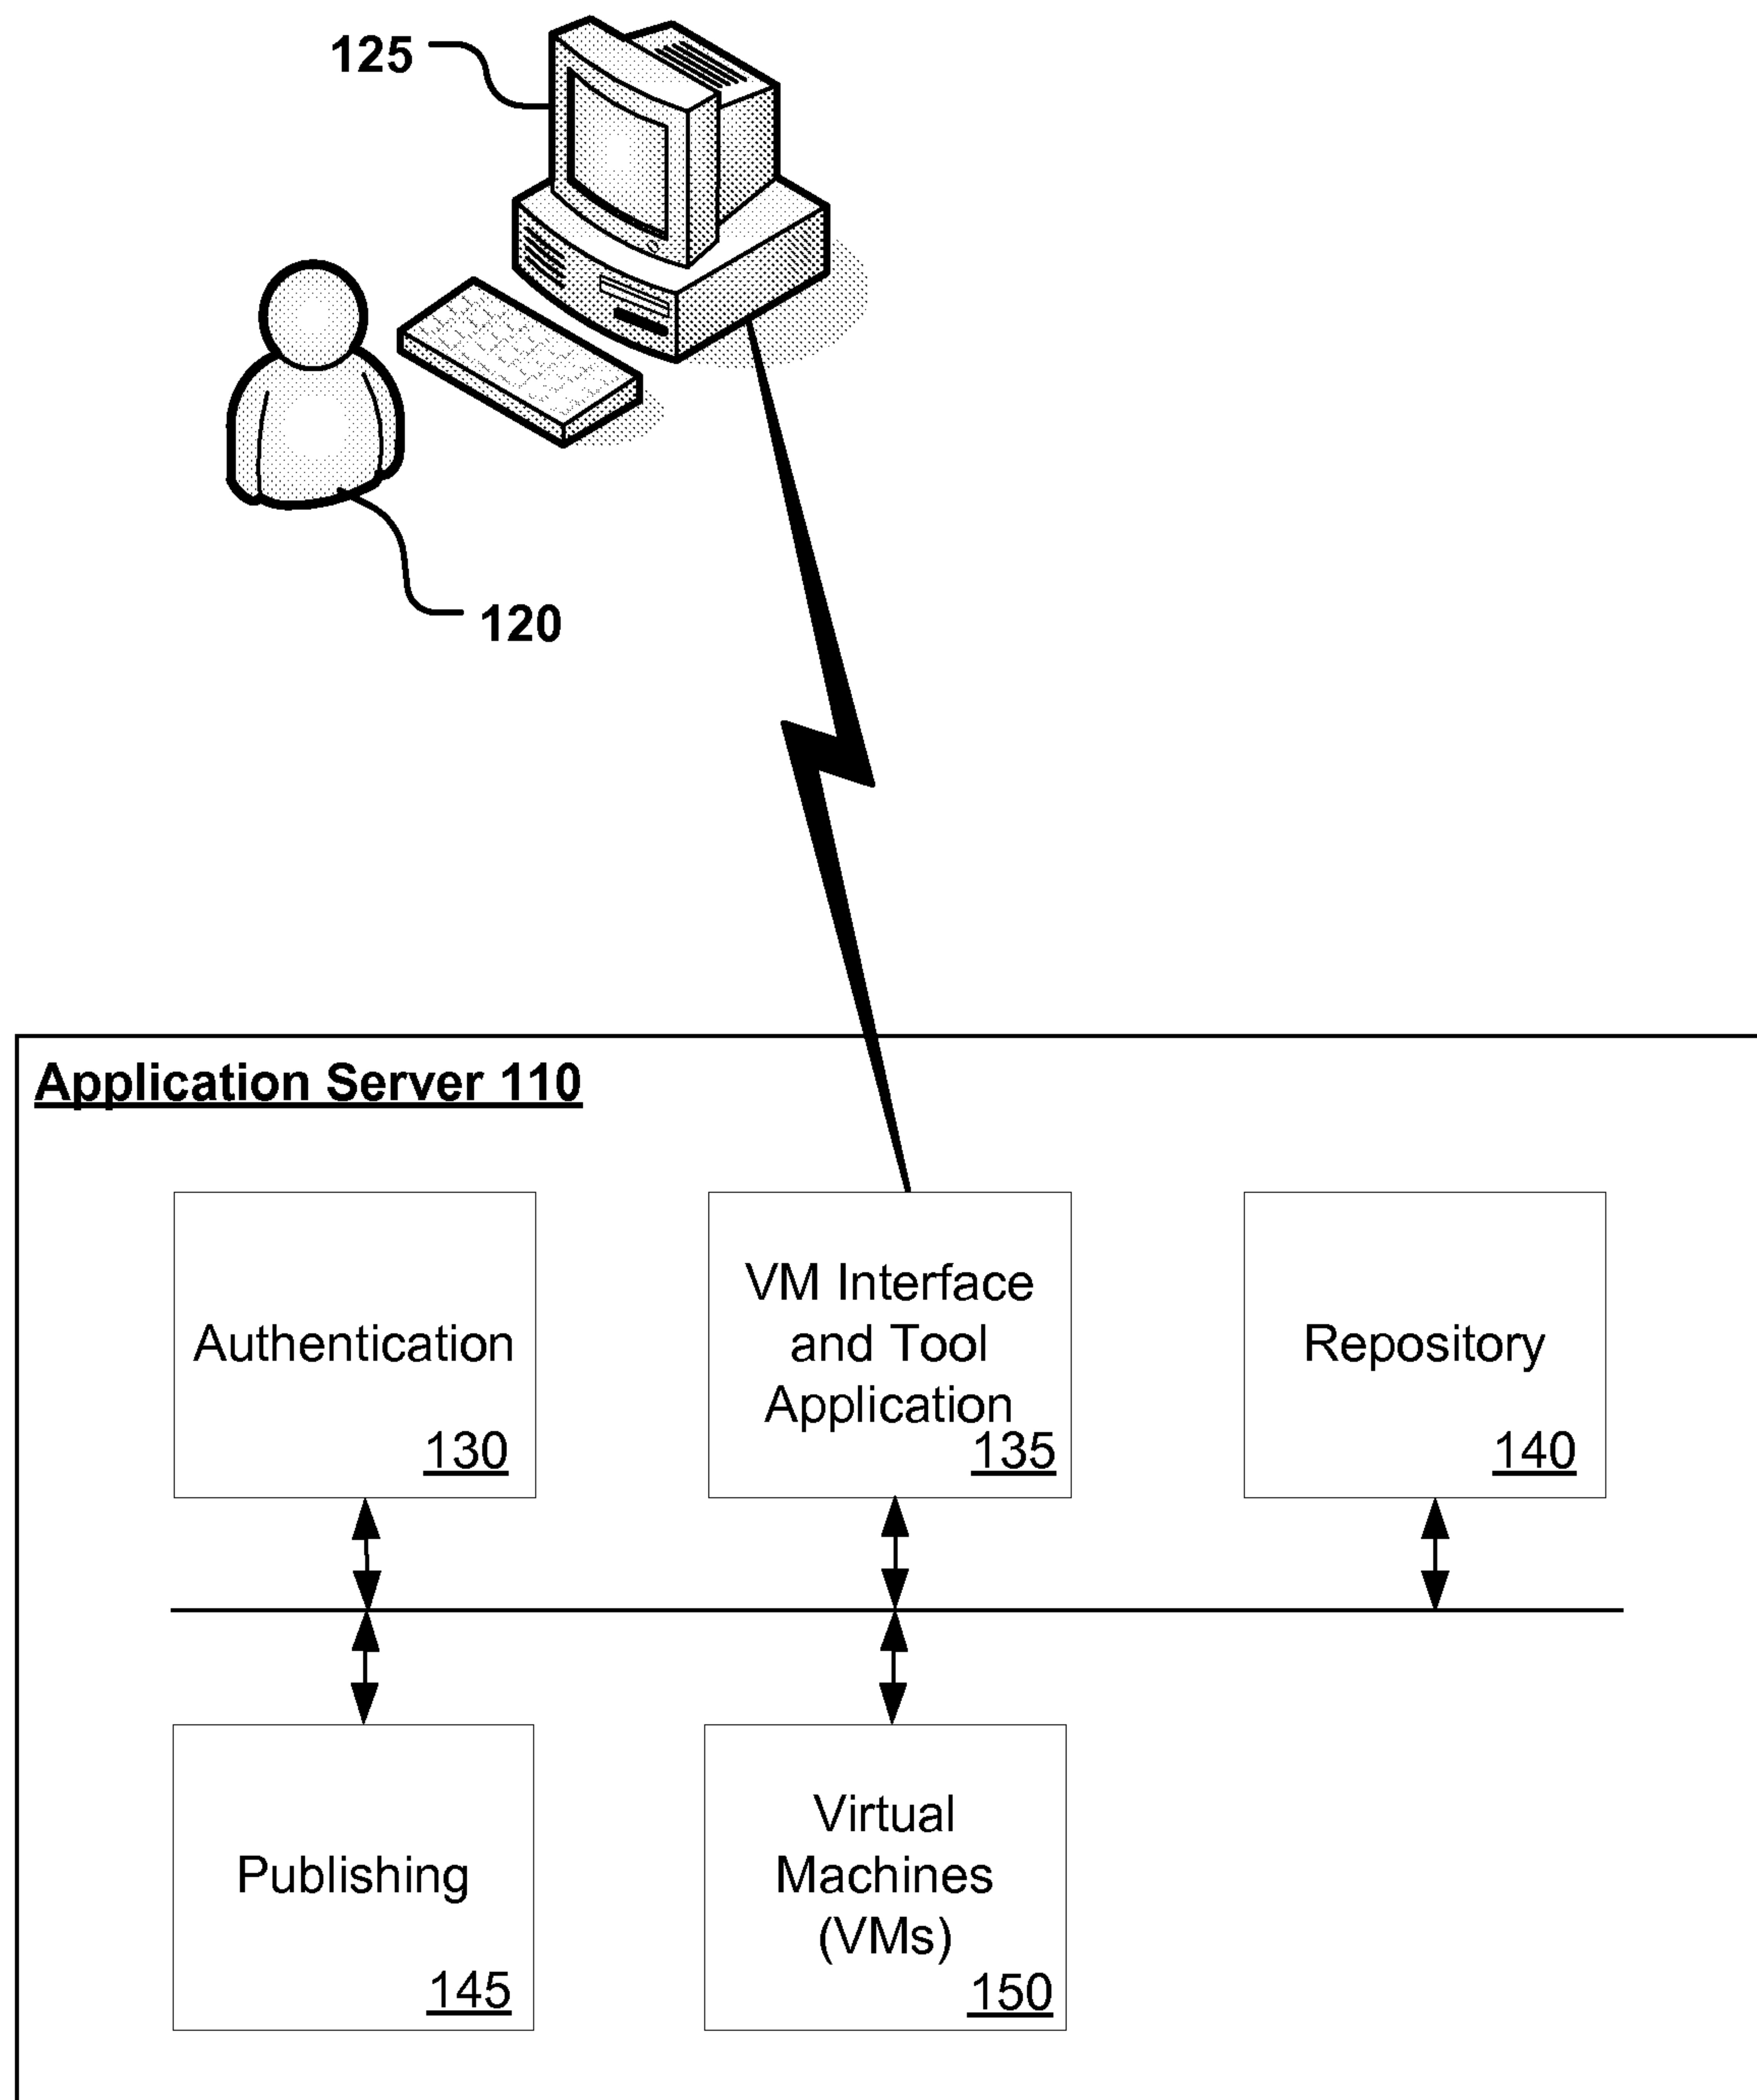 125
120
Application Server 110
Authentication
130
VM Interface
and Tool
Application
135
Repository
140
Publishing
145
Virtual
Machines
(VMs)
150